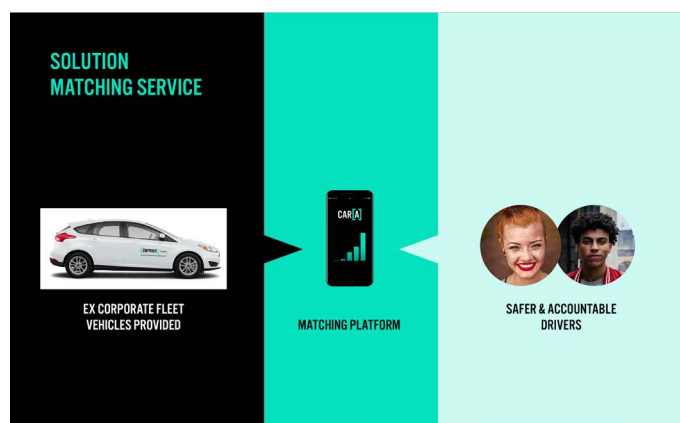 SOLUTION
MATCHING SERVICE
CAR[A]
EX CORPORATE FLEET
VEHICLES PROVIDED
MATCHING PLATFORM
SAFER & ACCOUNTABLE
DRIVERS